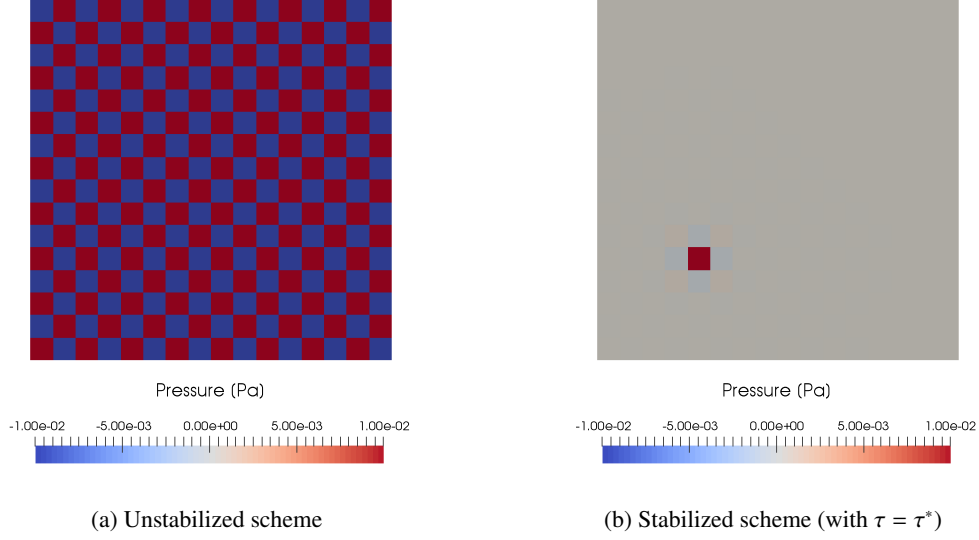 Pressure (Pa)
-1.00e-02 -5.00e-03 0.00e+00 5.00e-03 1.00e-02
(a) Unstabilized scheme
Pressure (Pa)
-1.00e-02 -5.00e-03 0.00e+00 5.00e-03 1.00e-02
(b) Stabilized scheme (with τ = τ*)